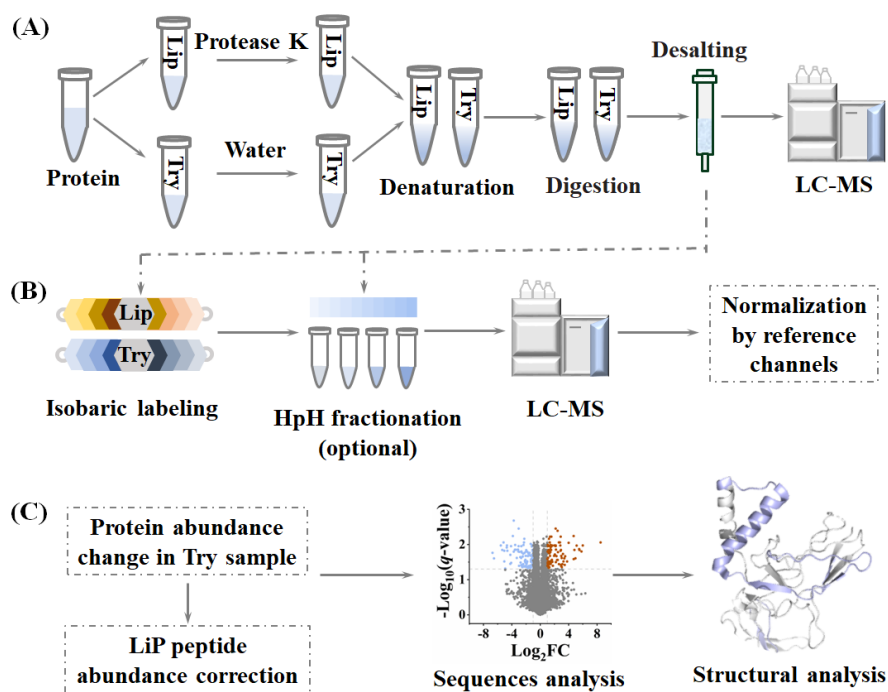 (A)
Lip
Protease K
Lip
Desalting
Lip
Try
Lip
Try
Protein
Try
Water
Try
Denaturation
Digestion
LC-MS
(B)
Lip
Try
Isobaric labeling
HpH fractionation
(optional)
LC-MS
Normalization
by reference
channels
(C)
Protein abundance
change in Try sample
LiP peptide
abundance correction
-Log10(q-value)
3
2
1
0
-8 -4 0 4 8
Log2FC
Sequences analysis
Structural analysis